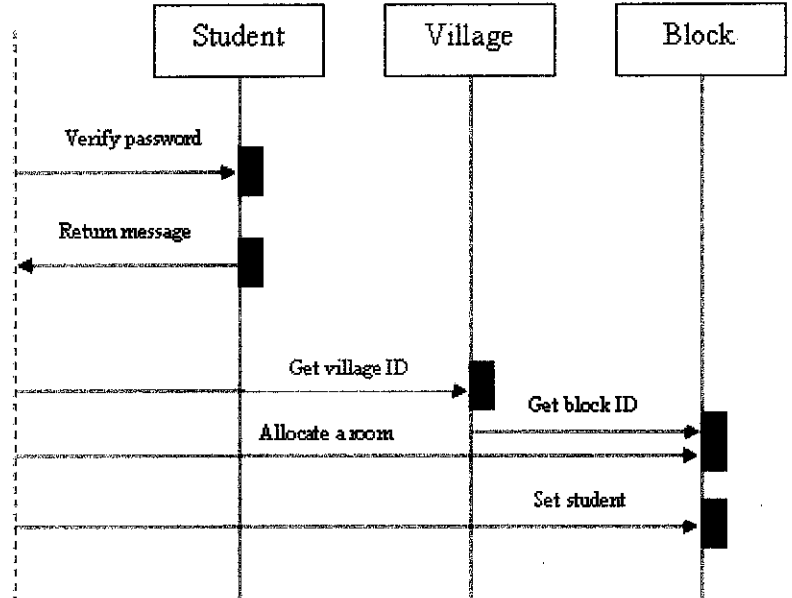 Student
Village
Block
Verify password
Return message
Get village ID
Get block ID
Allocate a room
Set student